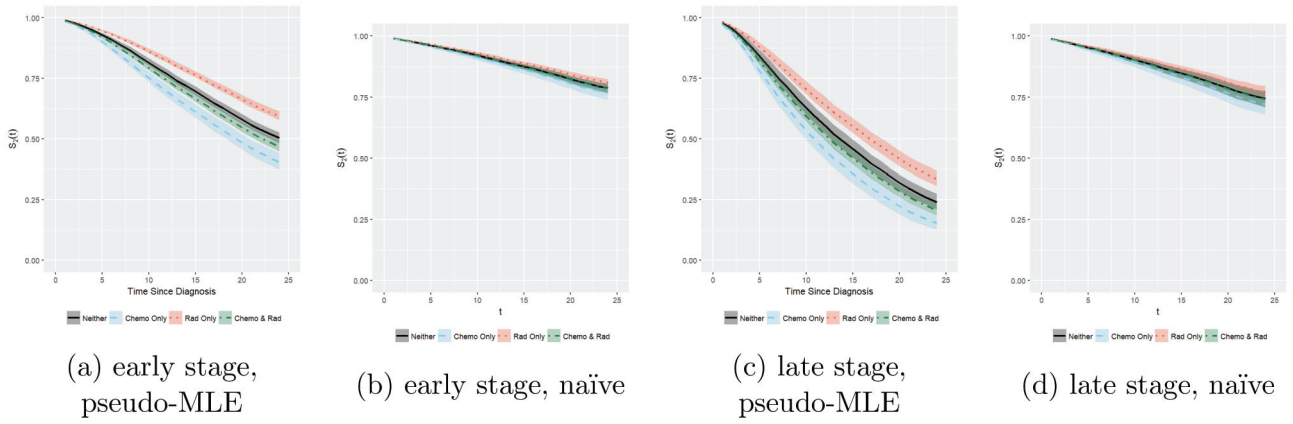 1.00
0.75
0.50
0.25
0.00
S₂(t)
0 5 10 15 20 25
Time Since Diagnosis
Neither Chemo Only Rad Only Chemo & Rad
(a) early stage,
pseudo-MLE
1.00
0.75
0.50
0.25
0.00
S₂(t)
0 5 10 15 20 25
t
Neither Chemo Only Rad Only Chemo & Rad
(b) early stage, naïve
1.00
0.75
0.50
0.25
0.00
S₂(t)
0 5 10 15 20 25
Time Since Diagnosis
Neither Chemo Only Rad Only Chemo & Rad
(c) late stage,
pseudo-MLE
1.00
0.75
0.50
0.25
0.00
S₂(t)
0 5 10 15 20 25
t
Neither Chemo Only Rad Only Chemo & Rad
(d) late stage, naïve